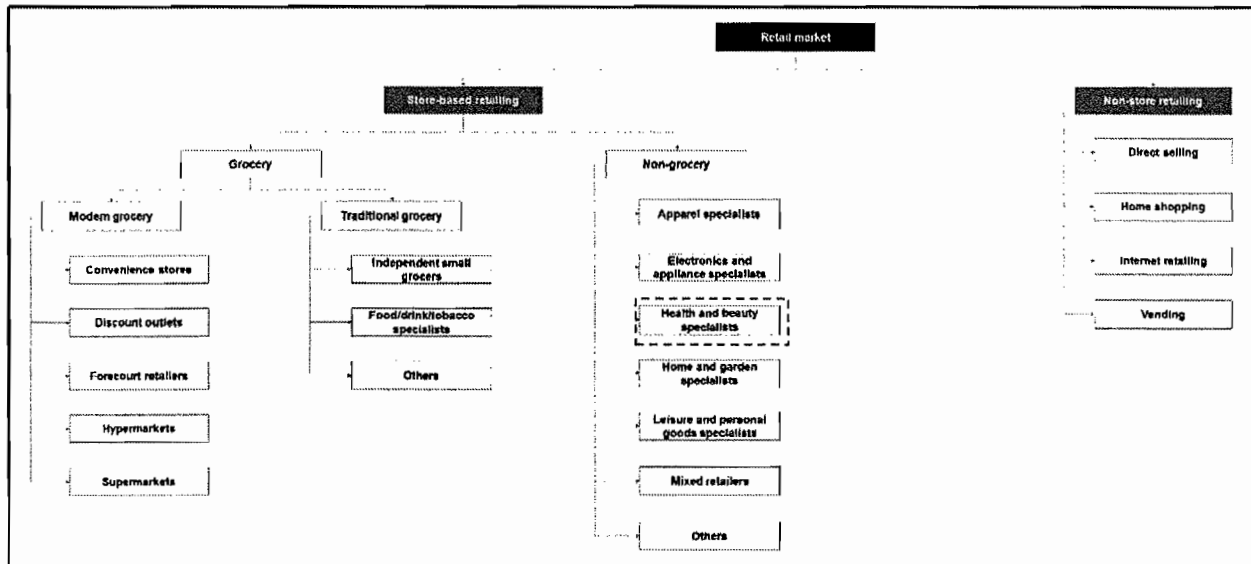 Retail market
Store-based retailing
Non-store retailing
Grocery
Non-grocery
Direct selling
Home shopping
Internet retailing
Vending
Modern grocery
Traditional grocery
Convenience stores
Discount outlets
Forecourt retailers
Hypermarkets
Supermarkets
Independent small
grocers
Food/drink/tobacco
specialists
Others
Apparel specialists
Electronics and
appliance specialists
Health and beauty
specialists
Home and garden
specialists
Leisure and personal
goods specialists
Mixed retailers
Others